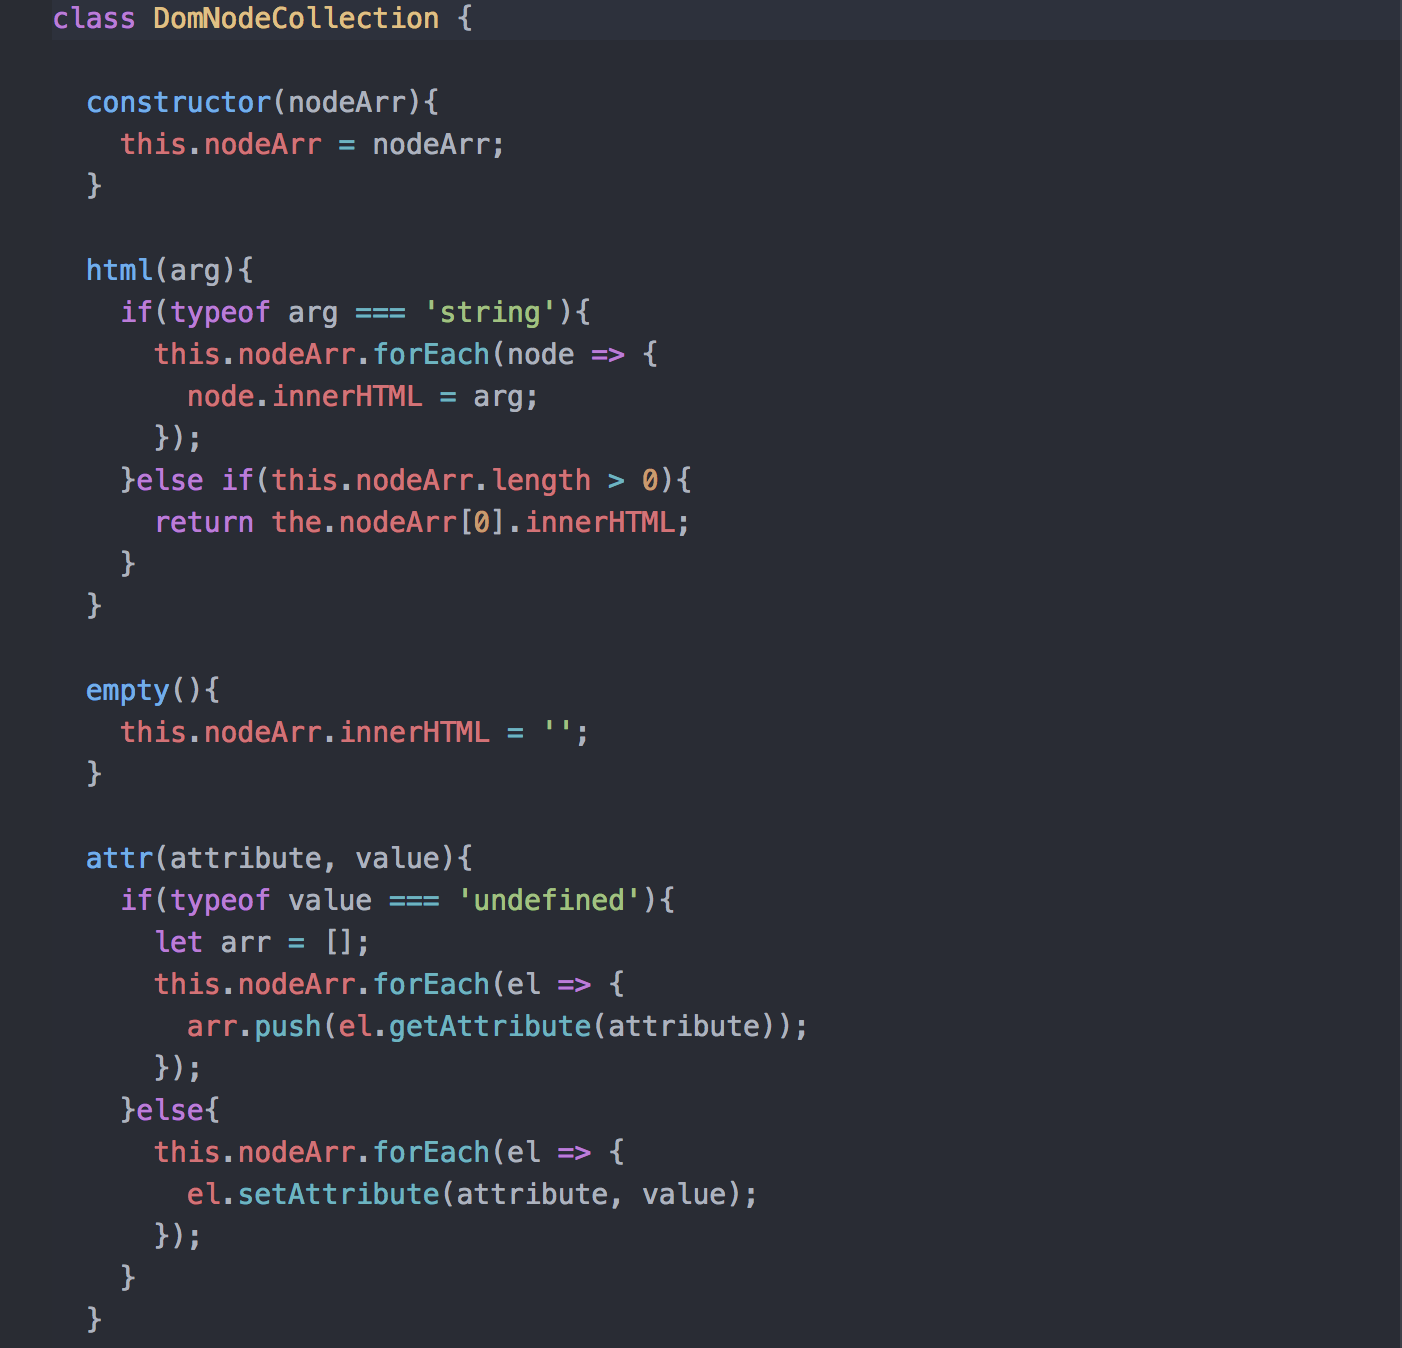 class DomNodeCollection {
constructor(nodeArr){
this.nodeArr = nodeArr;
}
html(arg){
if(typeof arg === 'string'){
this.nodeArr.forEach(node => {
node.innerHTML = arg;
});
}else if(this.nodeArr.length > 0){
return the.nodeArr[0].innerHTML;
}
}
empty(){
this.nodeArr.innerHTML = '';
}
attr(attribute, value){
if(typeof value === 'undefined'){
let arr = [];
this.nodeArr.forEach(el => {
arr.push(el.getAttribute(attribute));
});
}else{
this.nodeArr.forEach(el => {
el.setAttribute(attribute, value);
});
}
}